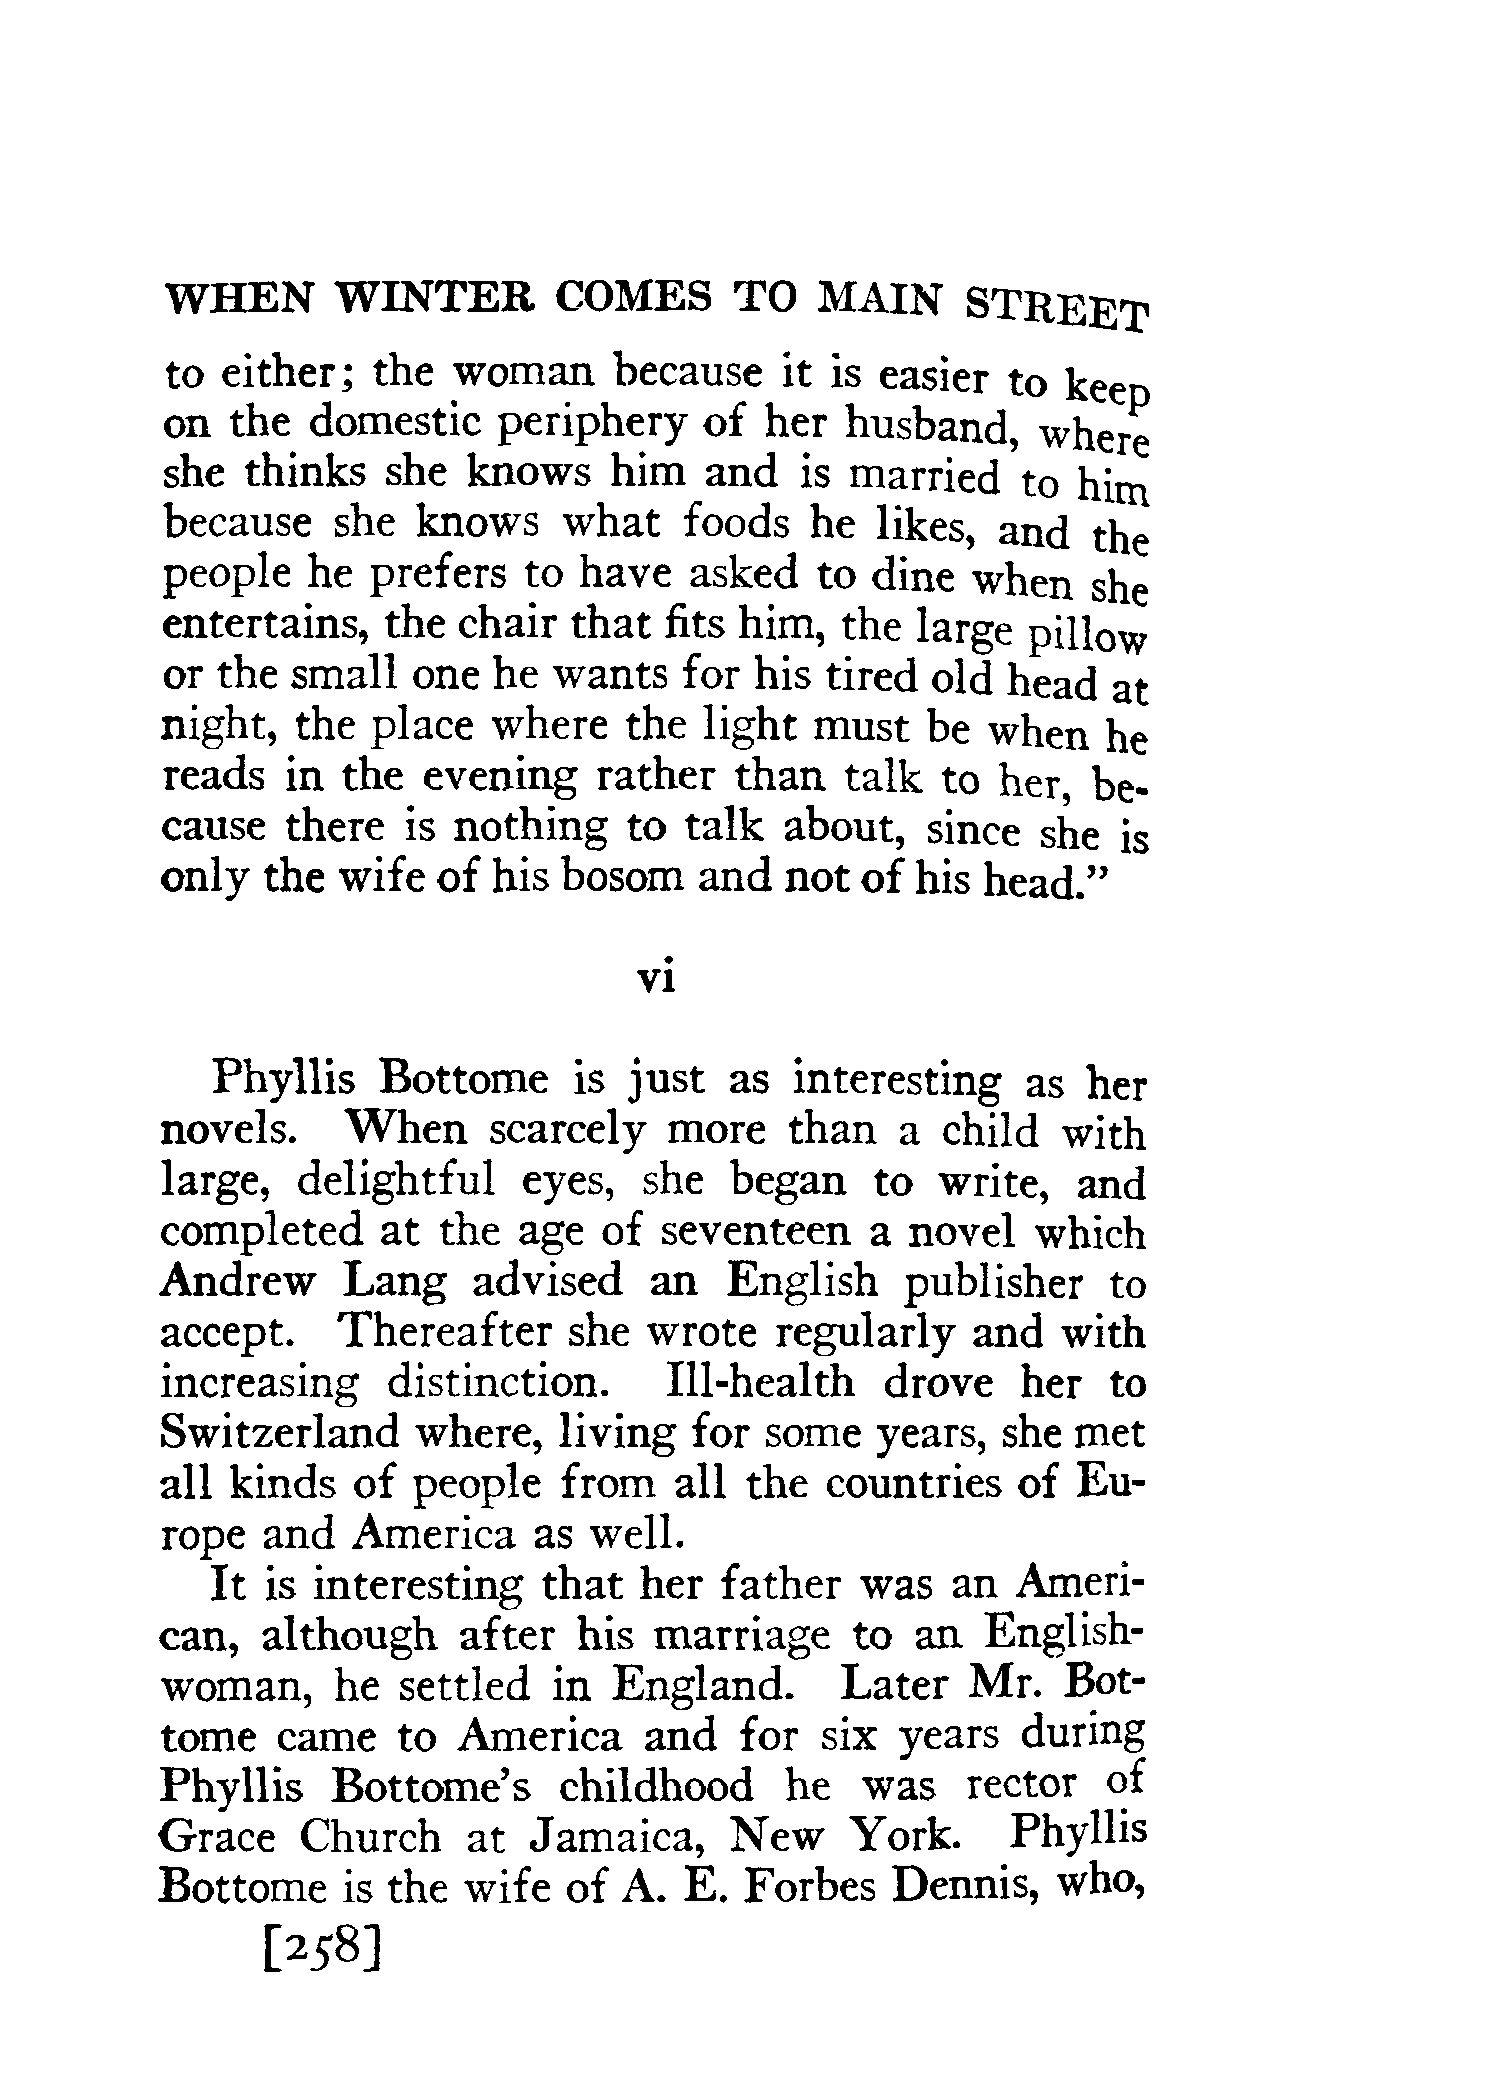 WHEN WINTER COMES TO MAIN STREET
to either; the woman because it is easier to keep
on the domestic periphery of her husband, where
she thinks she knows him and is married to him
because she knows what foods he likes, and the
people he prefers to have asked to dine when she
entertains, the chair that fits him, the large pillow
or the small one he wants for his tired old head at
night, the place where the light must be when he
reads in the evening rather than talk to her, be-
cause there is nothing to talk about, since she is
only the wife of his bosom and not of his head.”
vi
Phyllis Bottome is just as interesting as her
novels. When scarcely more than a child with
large, delightful eyes, she began to write, and
completed at the age of seventeen a novel which
Andrew Lang advised an English publisher to
accept. Thereafter she wrote regularly and with
increasing distinction. Ill-health drove her to
Switzerland where, living for some years, she met
all kinds of people from all the countries of Eu-
rope and America as well.
It is interesting that her father was an Ameri-
can, although after his marriage to an English-
woman, he settled in England. Later Mr. Bot-
tome came to America and for six years during
Phyllis Bottome’s childhood he was rector of
Grace Church at Jamaica, New York. Phyllis
Bottome is the wife of A. E. Forbes Dennis, who,
[258]